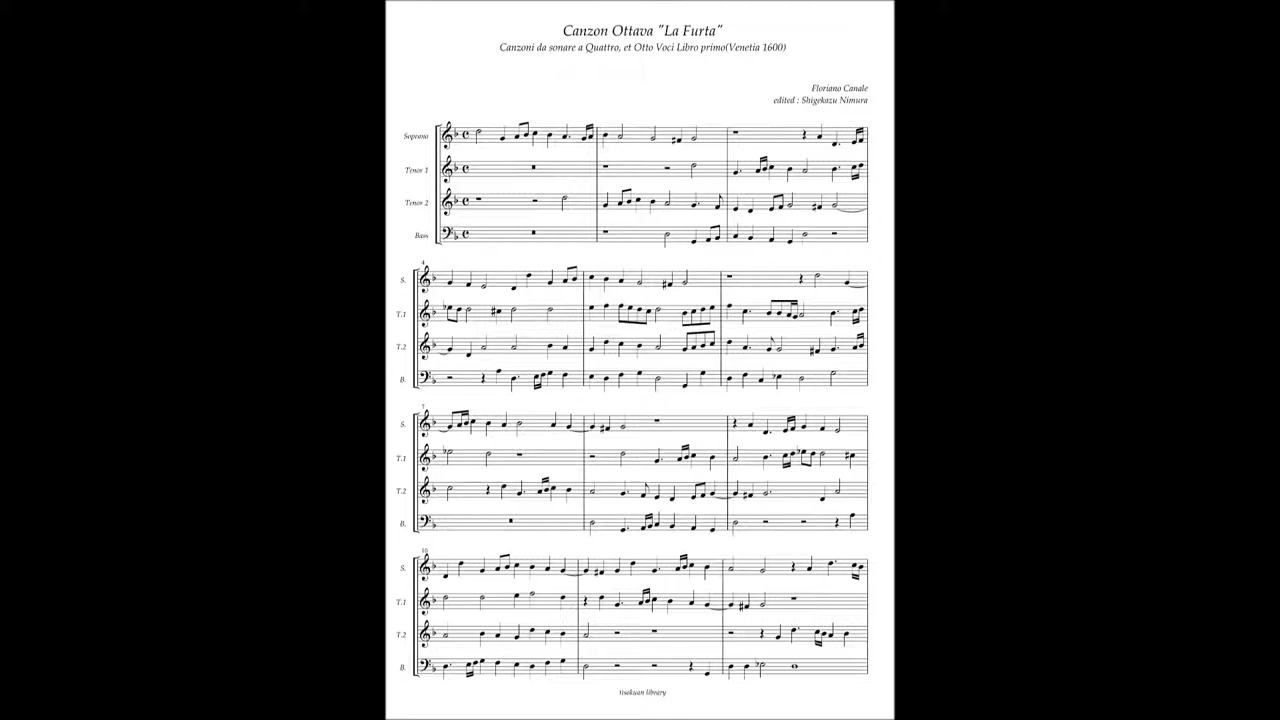 Canzon Ottava "La Furta"
Canzoni da sonare a Quattro, et Otto Voci Libro primo(Venetia 1600)
Floriano Canale
edited : Shigekazu Nimura
Soprano
Tenor 1
Tenor 2
Bass
4
S.
T.1
T.2
B.
7
S.
T.1
T.2
B.
10
S.
T.1
T.2
B.
library